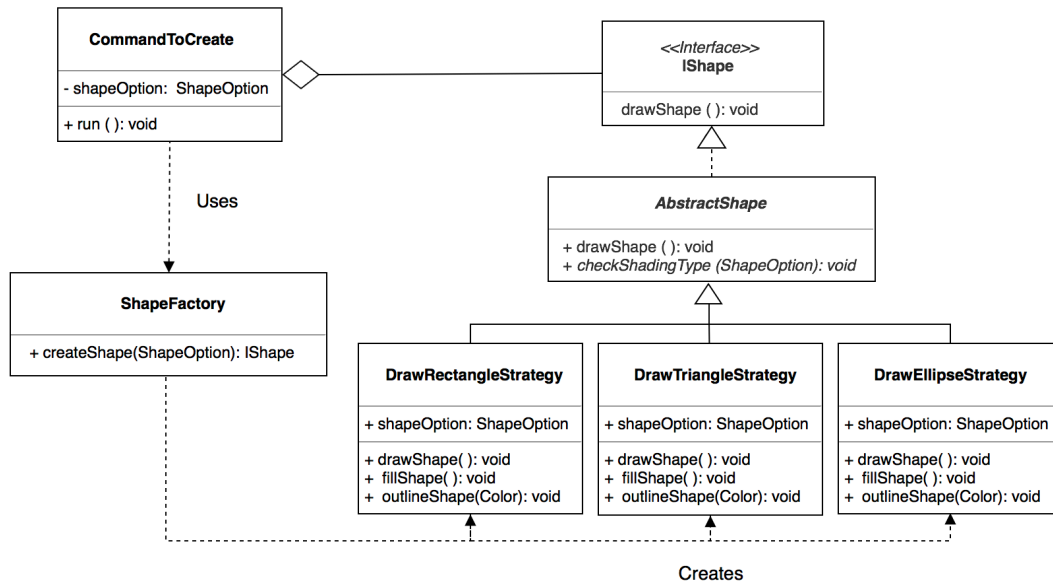 CommandToCreate
- shapeOption:  ShapeOption
+ run ( ): void
<<Interface>>
IShape
drawShape ( ): void
Uses
AbstractShape
+ drawShape ( ): void
+ checkShadingType (ShapeOption): void
ShapeFactory
+ createShape(ShapeOption): IShape
DrawRectangleStrategy
+ shapeOption: ShapeOption
+ drawShape( ): void
+  fillShape( ): void
+  outlineShape(Color): void
DrawTriangleStrategy
+ shapeOption: ShapeOption
+ drawShape( ): void
+  fillShape( ): void
+  outlineShape(Color): void
DrawEllipseStrategy
+ shapeOption: ShapeOption
+ drawShape( ): void
+  fillShape( ): void
+  outlineShape(Color): void
Creates